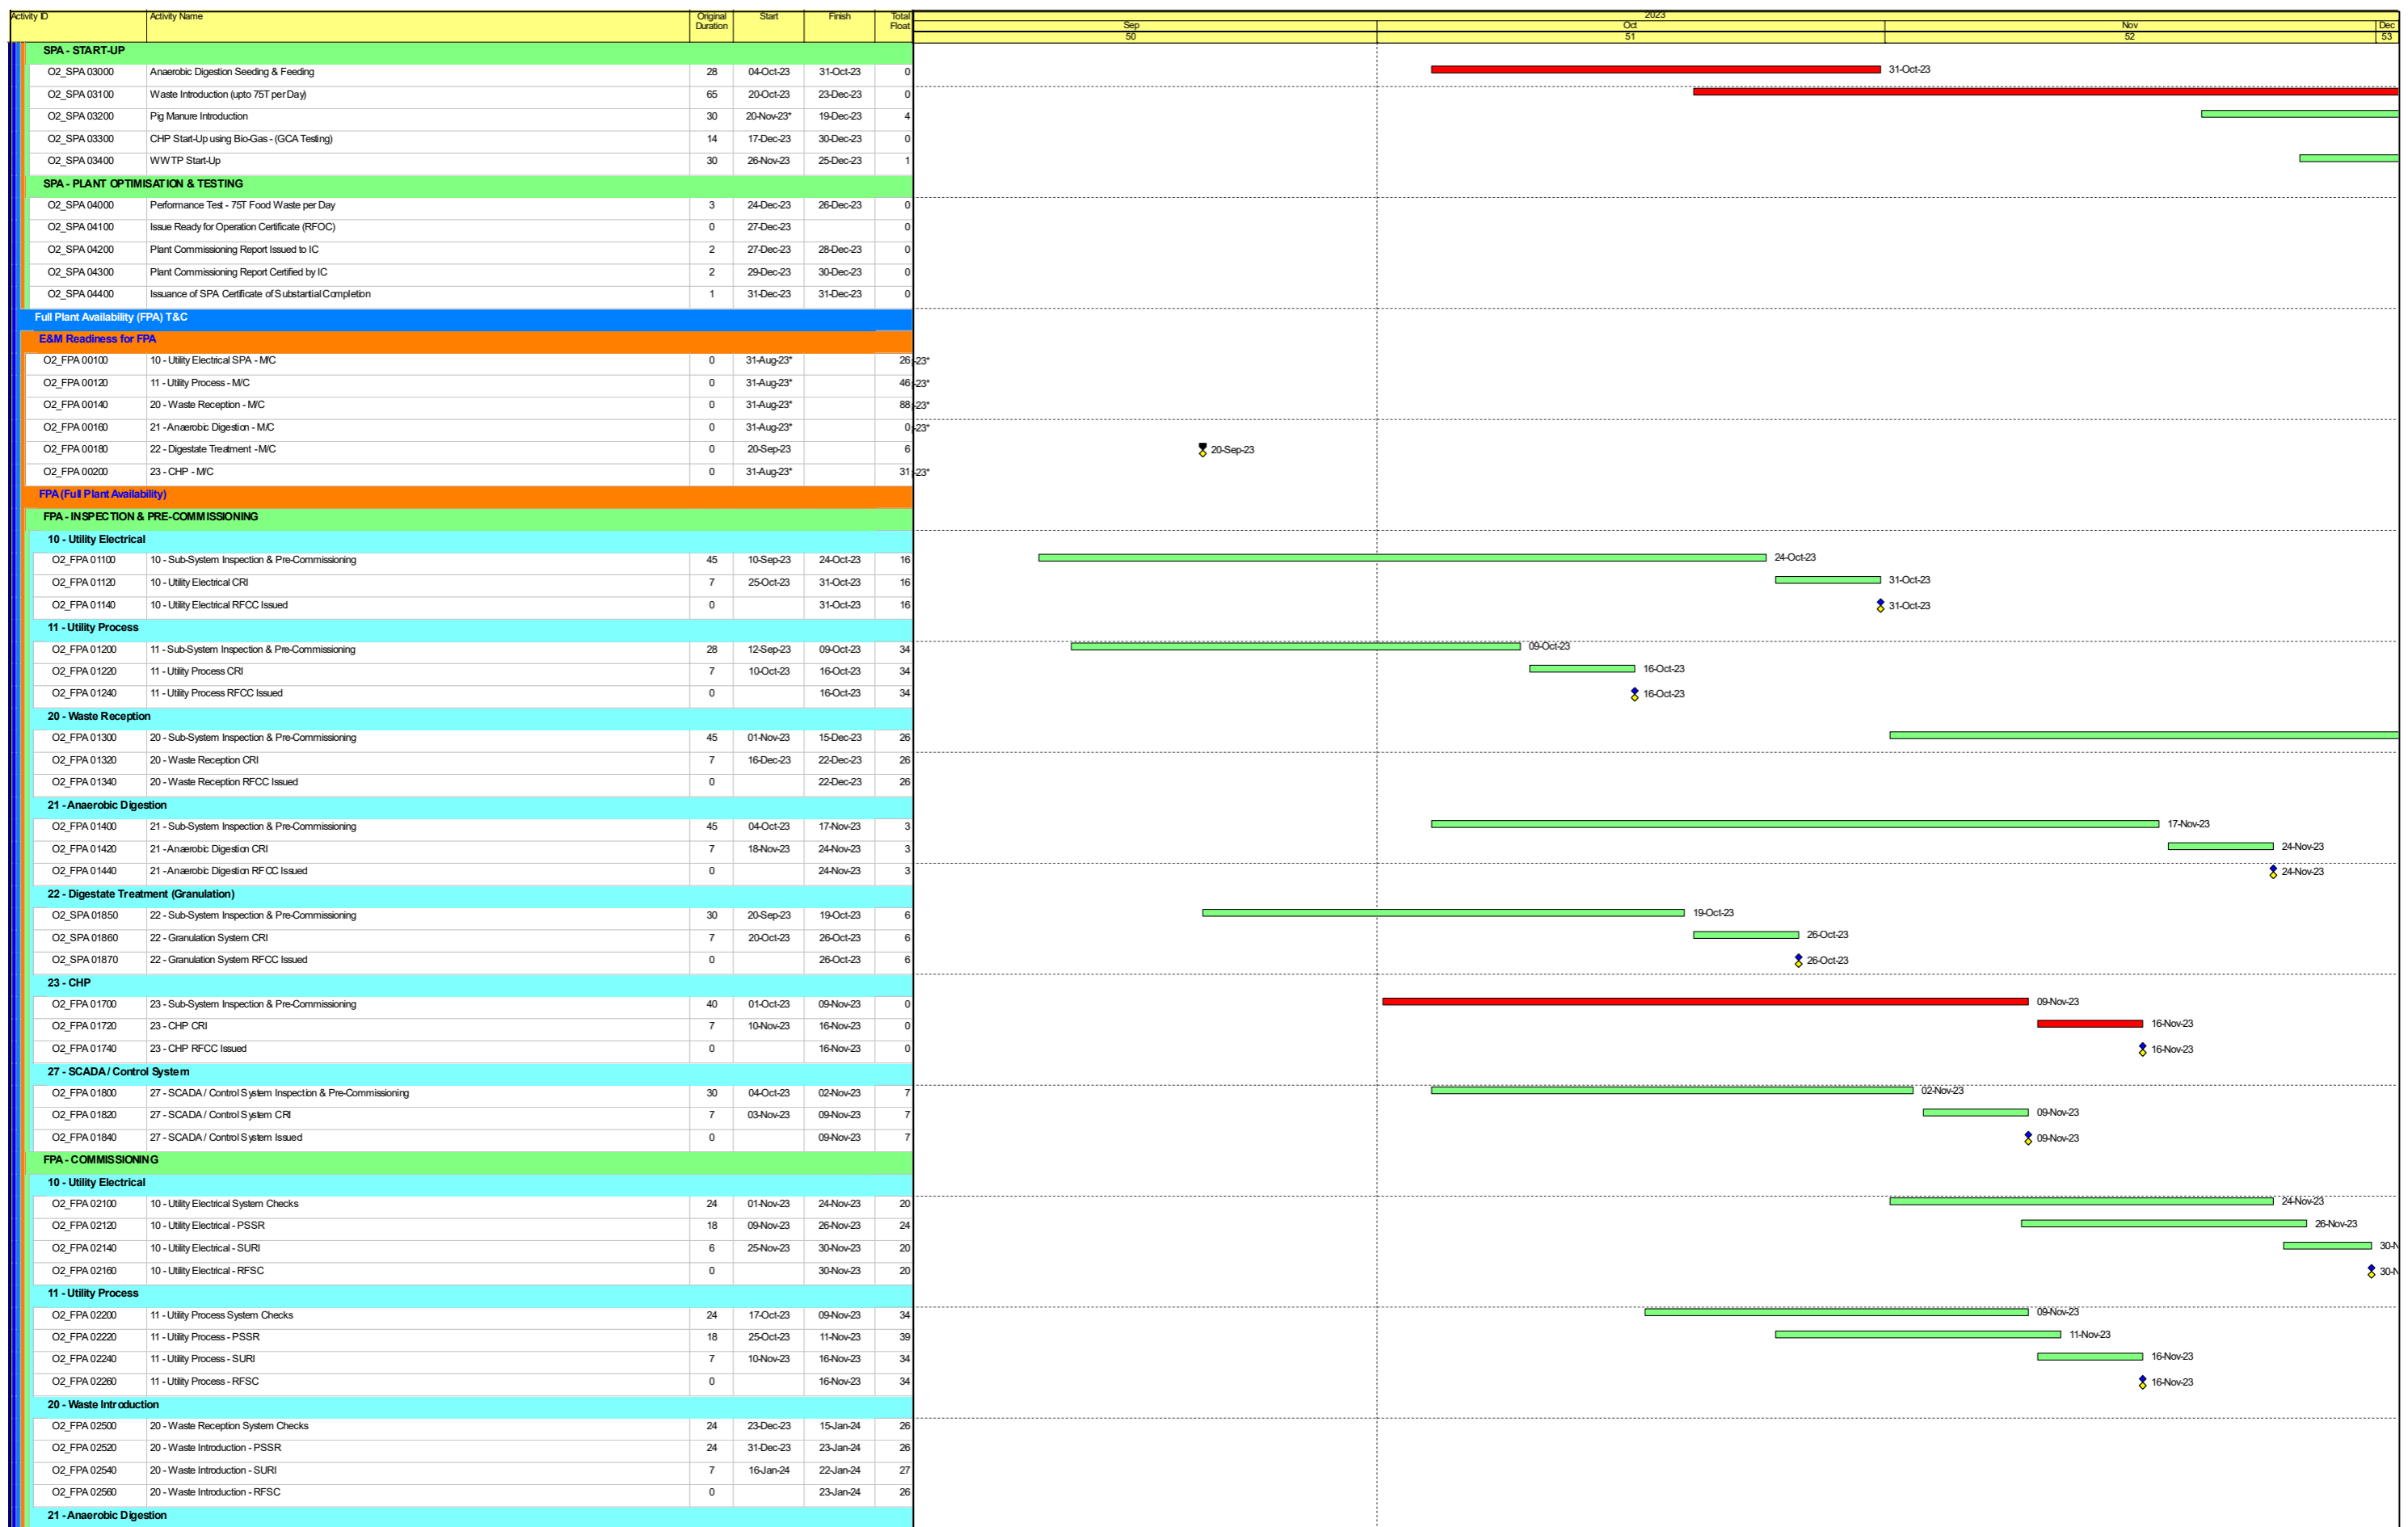 Activity ID Activity Name Original Duration Start Finish Total Float 2023
Sep Oct Nov Dec
50 51 52 53
SPA - START-UP
O2_SPA 03000 Anaerobic Digestion Seeding & Feeding 28 04-Oct-23 31-Oct-23 0 31-Oct-23
O2_SPA 03100 Waste Introduction (upto 75T per Day) 65 20-Oct-23 23-Dec-23 0
O2_SPA 03200 Pig Manure Introduction 30 20-Nov-23* 19-Dec-23 4
O2_SPA 03300 CHP Start-Up using Bio-Gas - (GCA Testing) 14 17-Dec-23 30-Dec-23 0
O2_SPA 03400 WWTP Start-Up 30 26-Nov-23 25-Dec-23 1
SPA - PLANT OPTIMISATION & TESTING
O2_SPA 04000 Performance Test - 75T Food Waste per Day 3 24-Dec-23 26-Dec-23 0
O2_SPA 04100 Issue Ready for Operation Certificate (RFOC) 0 27-Dec-23 0
O2_SPA 04200 Plant Commissioning Report Issued to IC 2 27-Dec-23 28-Dec-23 0
O2_SPA 04300 Plant Commissioning Report Certified by IC 2 29-Dec-23 30-Dec-23 0
O2_SPA 04400 Issuance of SPA Certificate of Substantial Completion 1 31-Dec-23 31-Dec-23 0
Full Plant Availability (FPA) T&C
E&M Readiness for FPA
O2_FPA 00100 10 - Utility Electrical SPA - M/C 0 31-Aug-23* 26 -23*
O2_FPA 00120 11 - Utility Process - M/C 0 31-Aug-23* 46 -23*
O2_FPA 00140 20 - Waste Reception - M/C 0 31-Aug-23* 88 -23*
O2_FPA 00160 21 - Anaerobic Digestion - M/C 0 31-Aug-23* 0 -23*
O2_FPA 00180 22 - Digestate Treatment - M/C 0 20-Sep-23 6 20-Sep-23
O2_FPA 00200 23 - CHP - M/C 0 31-Aug-23* 31 -23*
FPA (Full Plant Availability)
FPA - INSPECTION & PRE-COMMISSIONING
10 - Utility Electrical
O2_FPA 01100 10 - Sub-System Inspection & Pre-Commissioning 45 10-Sep-23 24-Oct-23 16 24-Oct-23
O2_FPA 01120 10 - Utility Electrical CRI 7 25-Oct-23 31-Oct-23 16 31-Oct-23
O2_FPA 01140 10 - Utility Electrical RFCC Issued 0 31-Oct-23 16 31-Oct-23
11 - Utility Process
O2_FPA 01200 11 - Sub-System Inspection & Pre-Commissioning 28 12-Sep-23 09-Oct-23 34 09-Oct-23
O2_FPA 01220 11 - Utility Process CRI 7 10-Oct-23 16-Oct-23 34 16-Oct-23
O2_FPA 01240 11 - Utility Process RFCC Issued 0 16-Oct-23 34 16-Oct-23
20 - Waste Reception
O2_FPA 01300 20 - Sub-System Inspection & Pre-Commissioning 45 01-Nov-23 15-Dec-23 26
O2_FPA 01320 20 - Waste Reception CRI 7 16-Dec-23 22-Dec-23 26
O2_FPA 01340 20 - Waste Reception RFCC Issued 0 22-Dec-23 26
21 - Anaerobic Digestion
O2_FPA 01400 21 - Sub-System Inspection & Pre-Commissioning 45 04-Oct-23 17-Nov-23 3 17-Nov-23
O2_FPA 01420 21 - Anaerobic Digestion CRI 7 18-Nov-23 24-Nov-23 3 24-Nov-23
O2_FPA 01440 21 - Anaerobic Digestion RFCC Issued 0 24-Nov-23 3 24-Nov-23
22 - Digestate Treatment (Granulation)
O2_SPA 01850 22 - Sub-System Inspection & Pre-Commissioning 30 20-Sep-23 19-Oct-23 6 19-Oct-23
O2_SPA 01860 22 - Granulation System CRI 7 20-Oct-23 26-Oct-23 6 26-Oct-23
O2_SPA 01870 22 - Granulation System RFCC Issued 0 26-Oct-23 6 26-Oct-23
23 - CHP
O2_FPA 01700 23 - Sub-System Inspection & Pre-Commissioning 40 01-Oct-23 09-Nov-23 0 09-Nov-23
O2_FPA 01720 23 - CHP CRI 7 10-Nov-23 16-Nov-23 0 16-Nov-23
O2_FPA 01740 23 - CHP RFCC Issued 0 16-Nov-23 0 16-Nov-23
27 - SCADA / Control System
O2_FPA 01800 27 - SCADA / Control System Inspection & Pre-Commissioning 30 04-Oct-23 02-Nov-23 7 02-Nov-23
O2_FPA 01820 27 - SCADA / Control System CRI 7 03-Nov-23 09-Nov-23 7 09-Nov-23
O2_FPA 01840 27 - SCADA / Control System Issued 0 09-Nov-23 7 09-Nov-23
FPA - COMMISSIONING
10 - Utility Electrical
O2_FPA 02100 10 - Utility Electrical System Checks 24 01-Nov-23 24-Nov-23 20 24-Nov-23
O2_FPA 02120 10 - Utility Electrical - PSSR 18 09-Nov-23 26-Nov-23 24 26-Nov-23
O2_FPA 02140 10 - Utility Electrical - SURI 6 25-Nov-23 30-Nov-23 20 30-N
O2_FPA 02160 10 - Utility Electrical - RFSC 0 30-Nov-23 20 30-N
11 - Utility Process
O2_FPA 02200 11 - Utility Process System Checks 24 17-Oct-23 09-Nov-23 34 09-Nov-23
O2_FPA 02220 11 - Utility Process - PSSR 18 25-Oct-23 11-Nov-23 39 11-Nov-23
O2_FPA 02240 11 - Utility Process - SURI 7 10-Nov-23 16-Nov-23 34 16-Nov-23
O2_FPA 02260 11 - Utility Process - RFSC 0 16-Nov-23 34 16-Nov-23
20 - Waste Introduction
O2_FPA 02500 20 - Waste Reception System Checks 24 23-Dec-23 15-Jan-24 26
O2_FPA 02520 20 - Waste Introduction - PSSR 24 31-Dec-23 23-Jan-24 26
O2_FPA 02540 20 - Waste Introduction - SURI 7 16-Jan-24 22-Jan-24 27
O2_FPA 02560 20 - Waste Introduction - RFSC 0 23-Jan-24 26
21 - Anaerobic Digestion